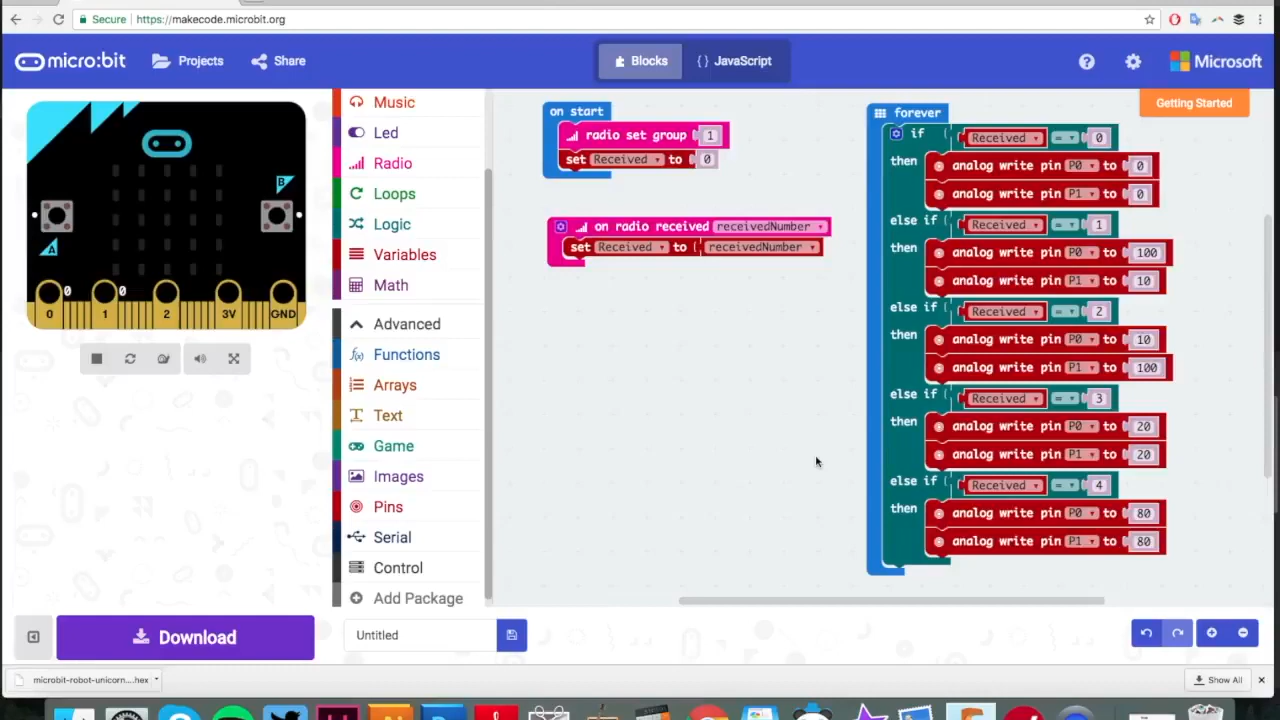 Secure https://makecode.microbit.org
micro:bit Projects Share Blocks {} JavaScript Microsoft
Getting Started
B
A
0 0
0 1 2 3V GND
Download
Music
Led
Radio
Loops
Logic
Variables
Math
Advanced
Functions
Arrays
Text
Game
Images
Pins
Serial
Control
Add Package
Untitled
on start
radio set group 1
set Received to 0
on radio received receivedNumber
set Received to receivedNumber
forever
if Received = 0
then analog write pin P0 to 0
analog write pin P1 to 0
else if Received = 1
then analog write pin P0 to 100
analog write pin P1 to 10
else if Received = 2
then analog write pin P0 to 10
analog write pin P1 to 100
else if Received = 3
then analog write pin P0 to 20
analog write pin P1 to 20
else if Received = 4
then analog write pin P0 to 80
analog write pin P1 to 80
microbit-robot-unicorn....hex
Show All